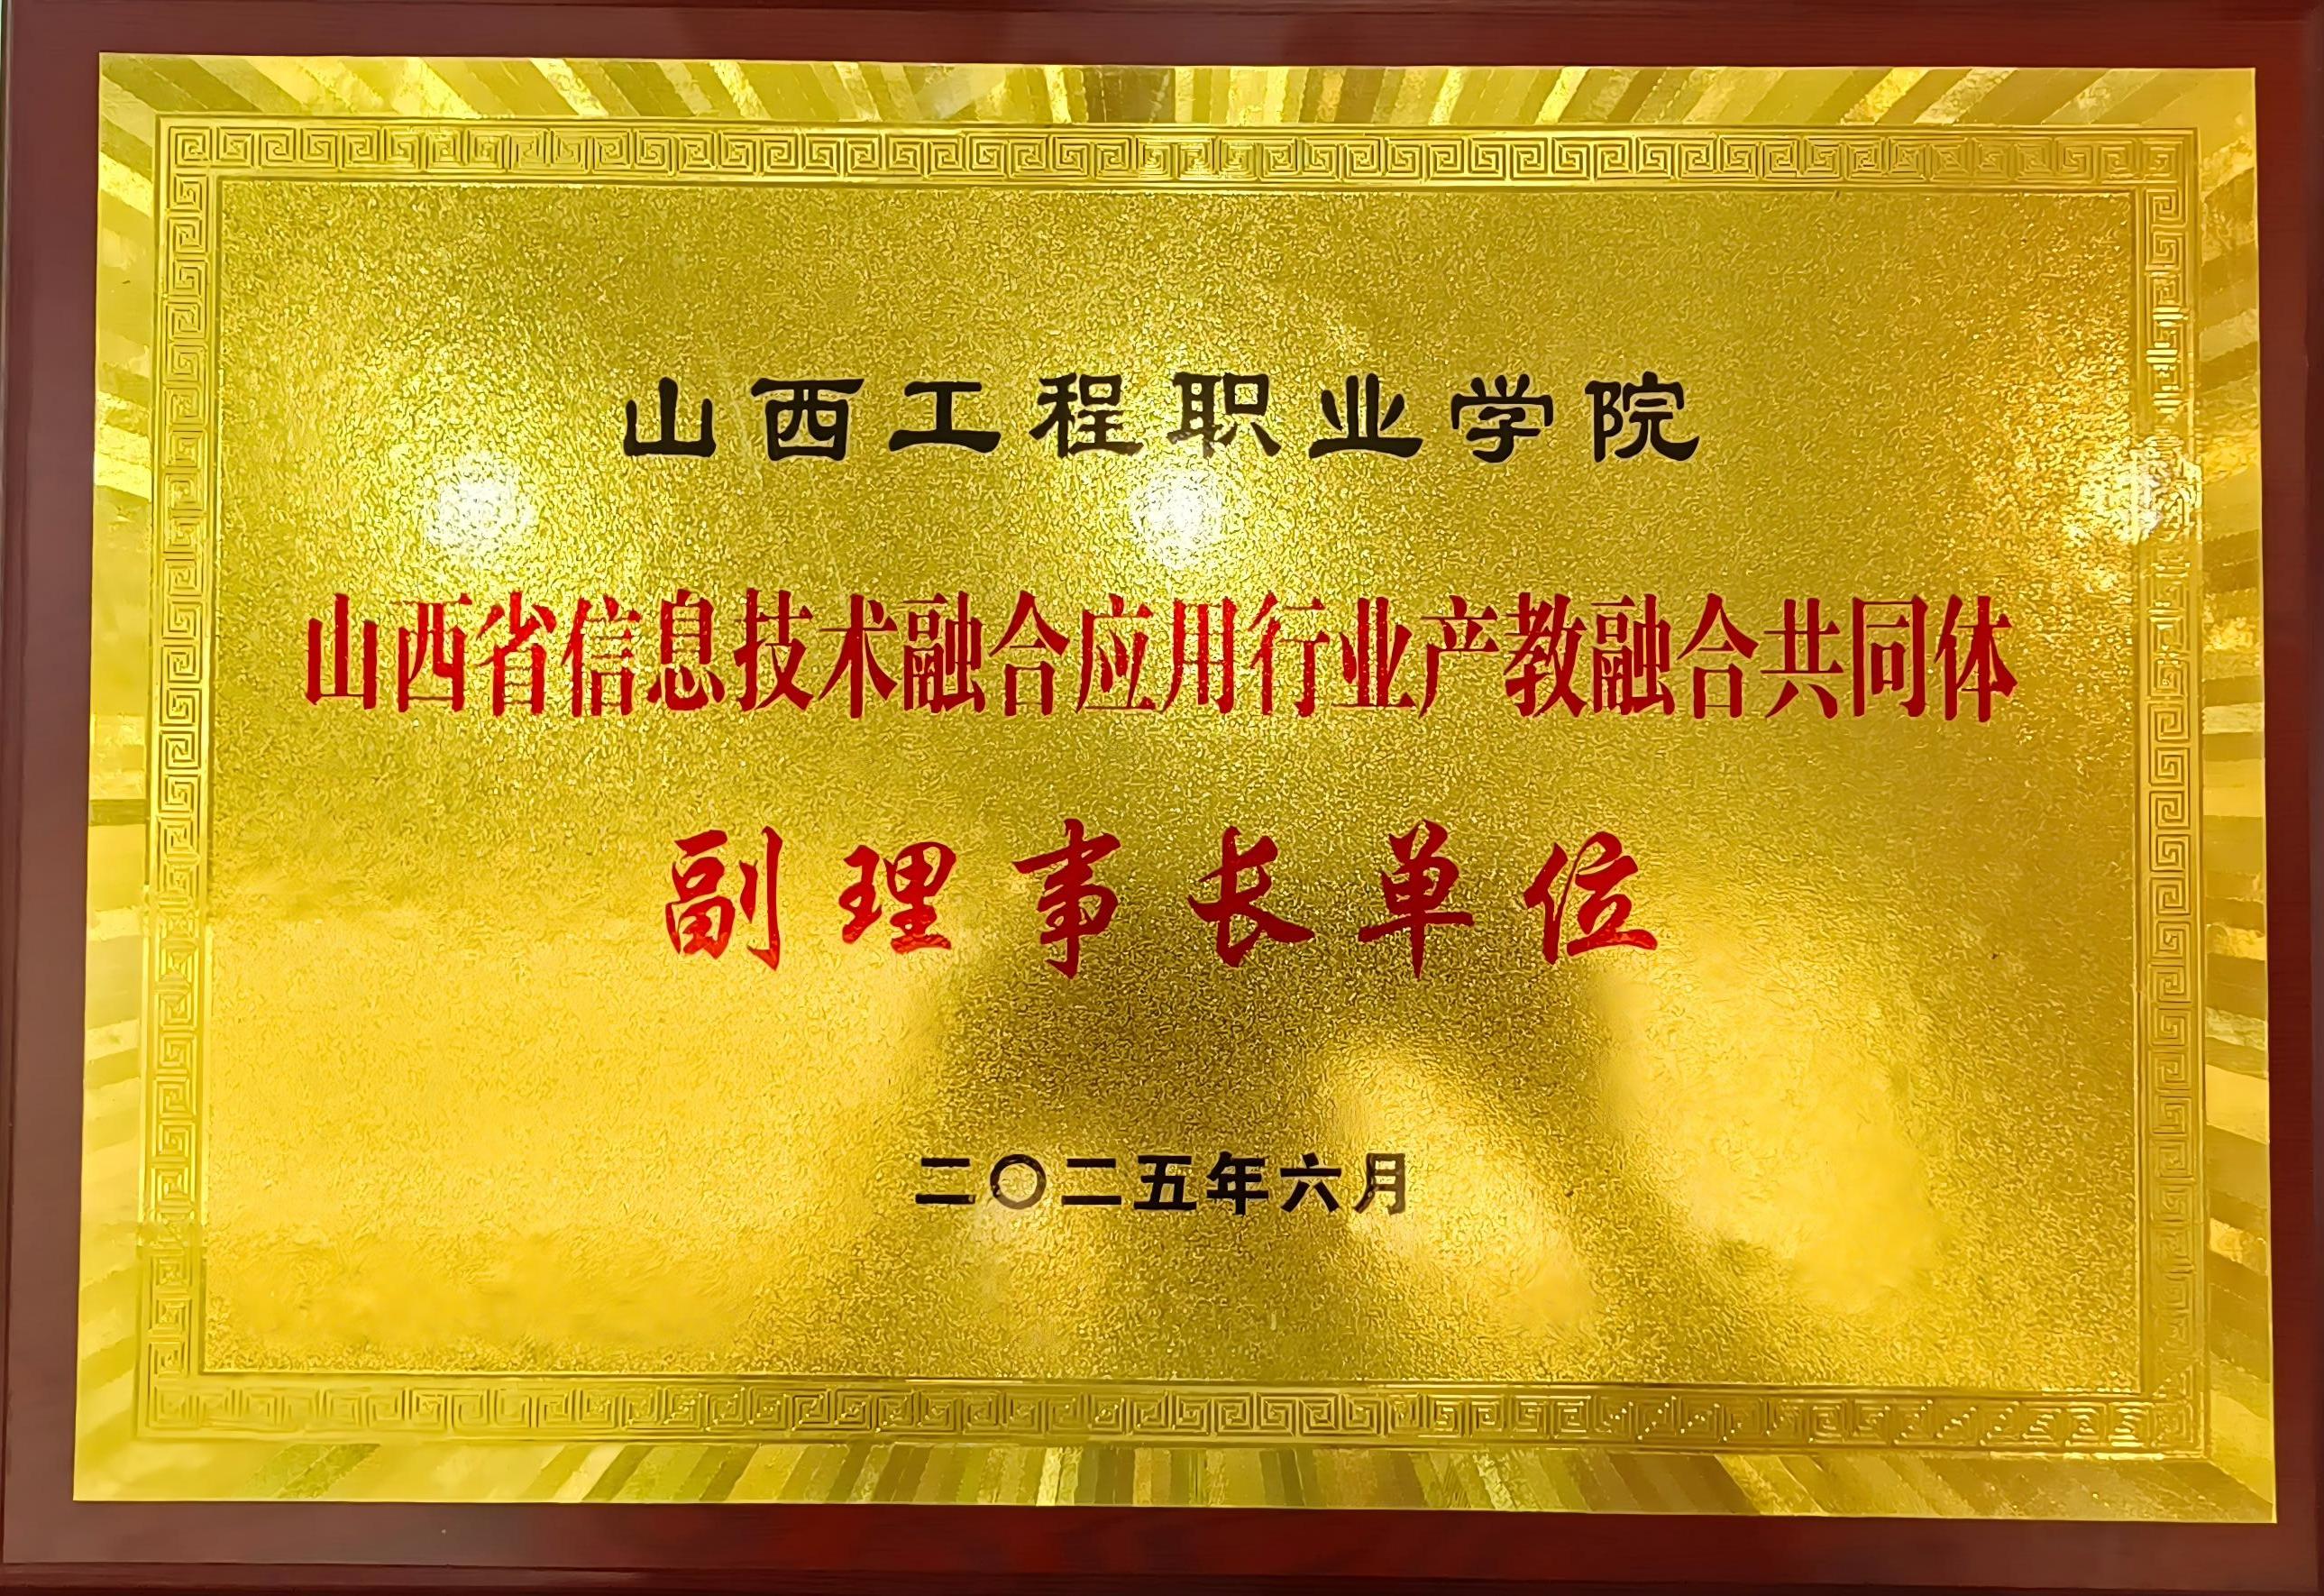 山西工程职业学院
山西省信息技术融合应用行业产教融合共同体
副理事长单位
二〇二五年六月